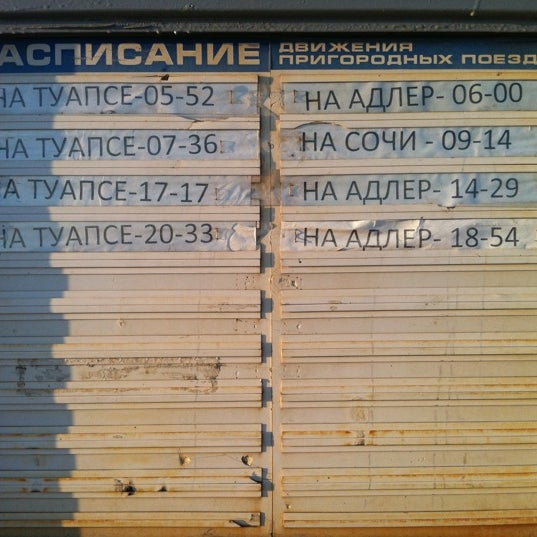 АСПИСАНИЕ ДВИЖЕНИЯ
ПРИГОРОДНЫХ ПОЕЗД
НА ТУАПСЕ-05-52
НА ТУАПСЕ-07-36
НА ТУАПСЕ-17-17
НА ТУАПСЕ-20-33
НА АДЛЕР- 06-00
НА СОЧИ - 09-14
НА АДЛЕР- 14-29
НА АДЛЕР- 18-54